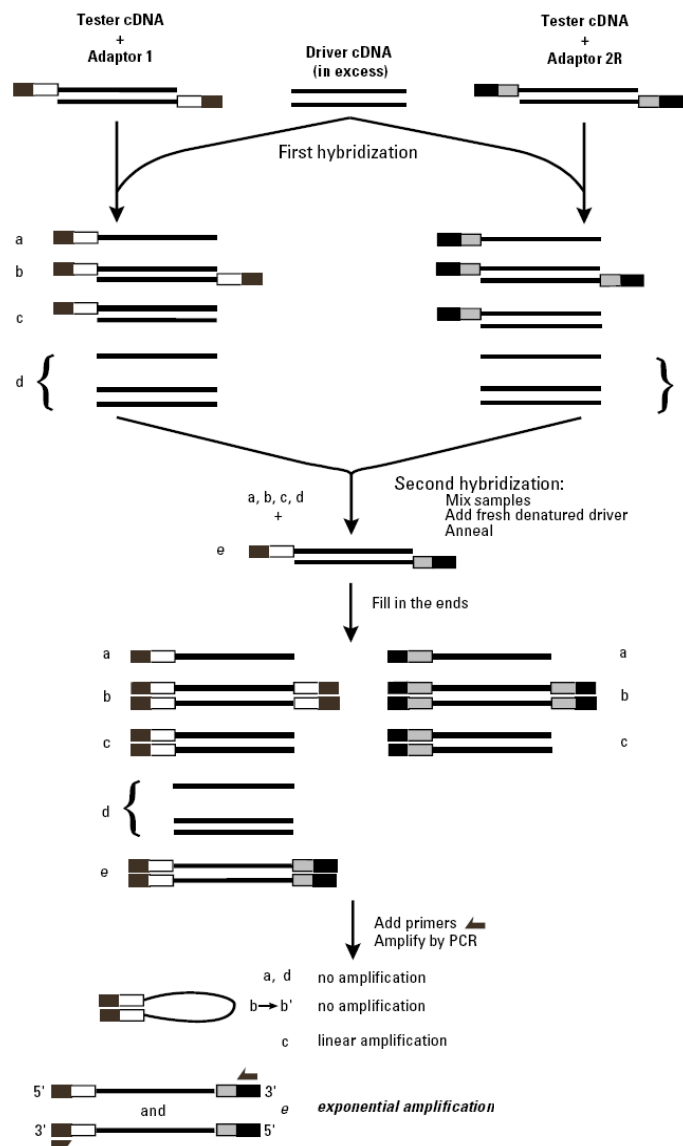 Tester cDNA
+
Adaptor 1
Driver cDNA
(in excess)
Tester cDNA
+
Adaptor 2R
First hybridization
a
b
c
d
Second hybridization:
Mix samples
Add fresh denatured driver
Anneal
a, b, c, d
+
e
Fill in the ends
a
a
b
b
c
c
d
e
Add primers
Amplify by PCR
a, d no amplification
b→b' no amplification
c linear amplification
5' 3'
and e exponential amplification
3' 5'